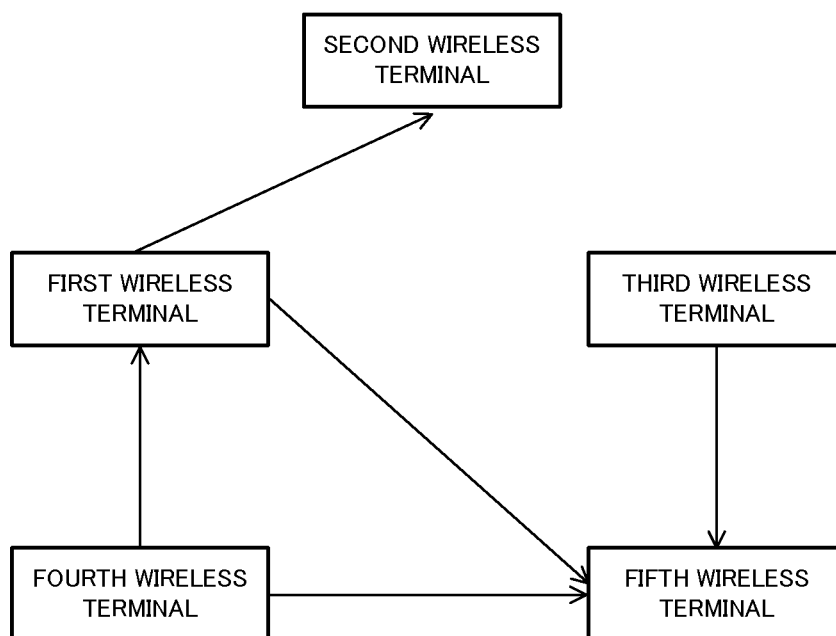 SECOND WIRELESS
TERMINAL
FIRST WIRELESS
TERMINAL
THIRD WIRELESS
TERMINAL
FOURTH WIRELESS
TERMINAL
FIFTH WIRELESS
TERMINAL